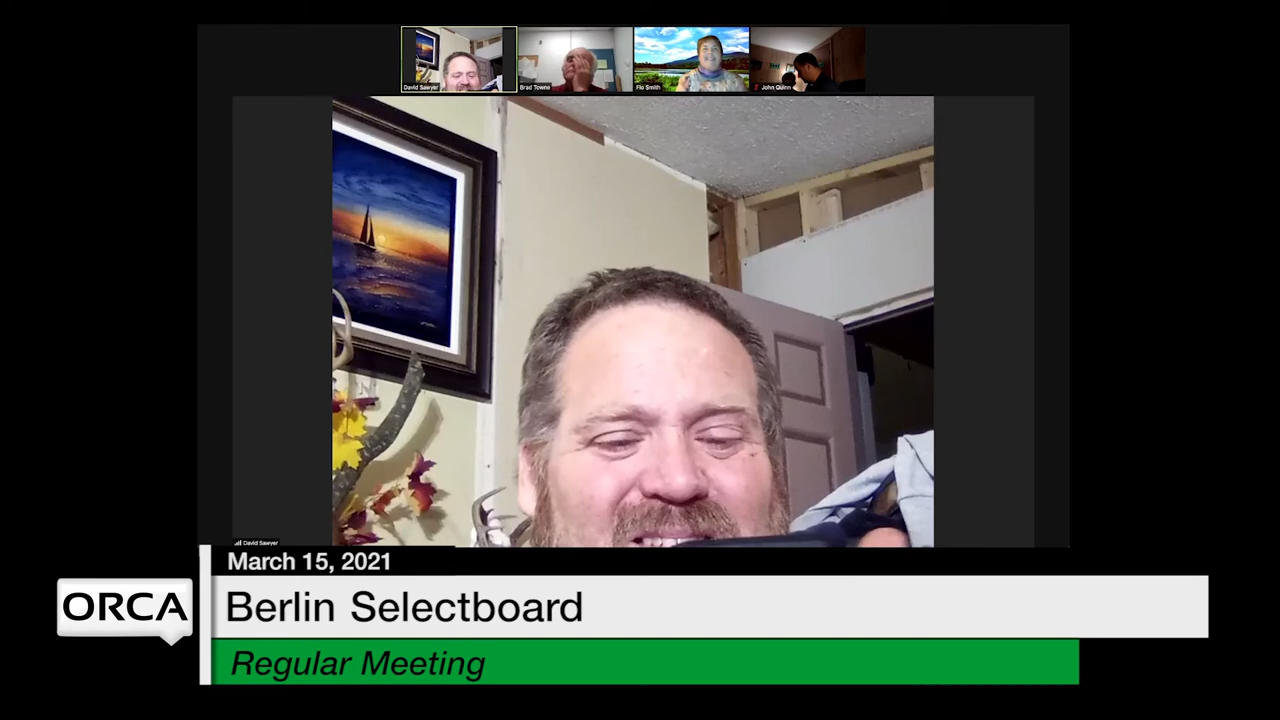 David Sawyer
Brad Towne
Flo Smith
John Quinn
David Sawyer
March 15, 2021
ORCA
Berlin Selectboard
Regular Meeting